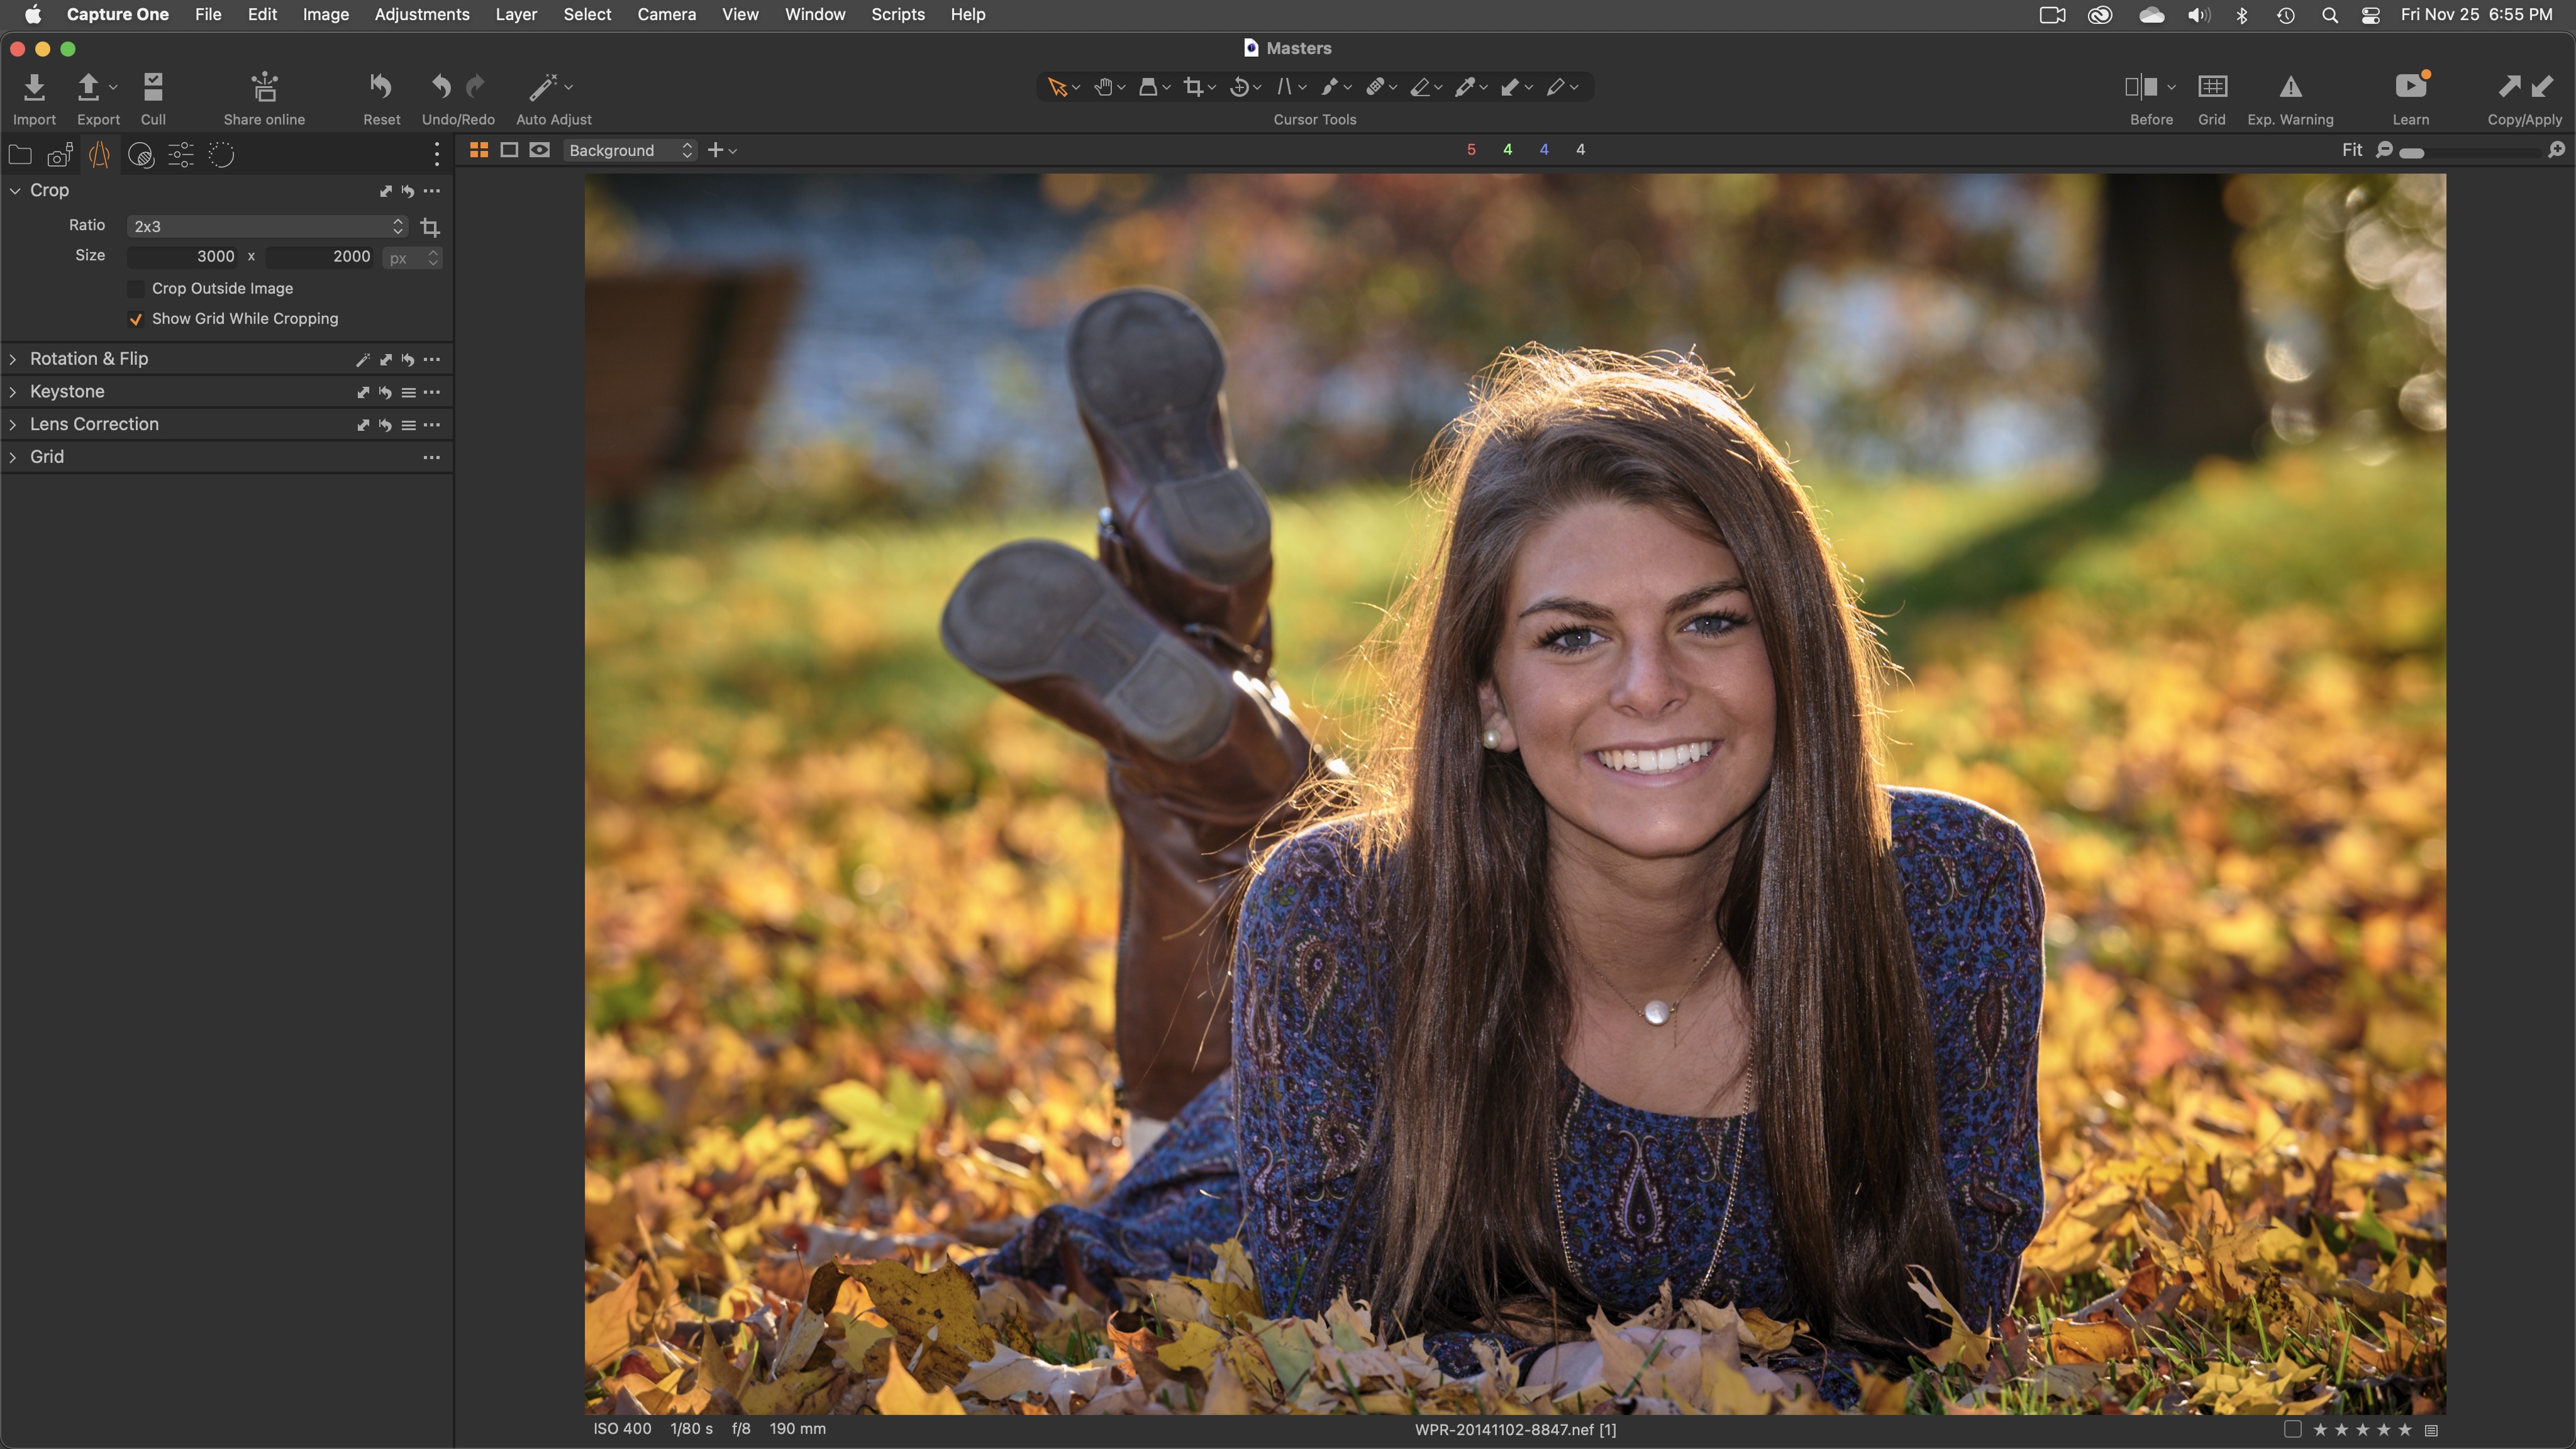 Capture One File Edit Image Adjustments Layer Select Camera View Window Scripts Help Fri Nov 25 6:55 PM
Masters
Import Export Cull Share online Reset Undo/Redo Auto Adjust Cursor Tools Before Grid Exp. Warning Learn Copy/Apply
Background 5 4 4 4 Fit
Crop
Ratio 2x3
Size 3000 x 2000 px
Crop Outside Image
Show Grid While Cropping
Rotation & Flip
Keystone
Lens Correction
Grid
ISO 400 1/80 s f/8 190 mm WPR-20141102-8847.nef [1]